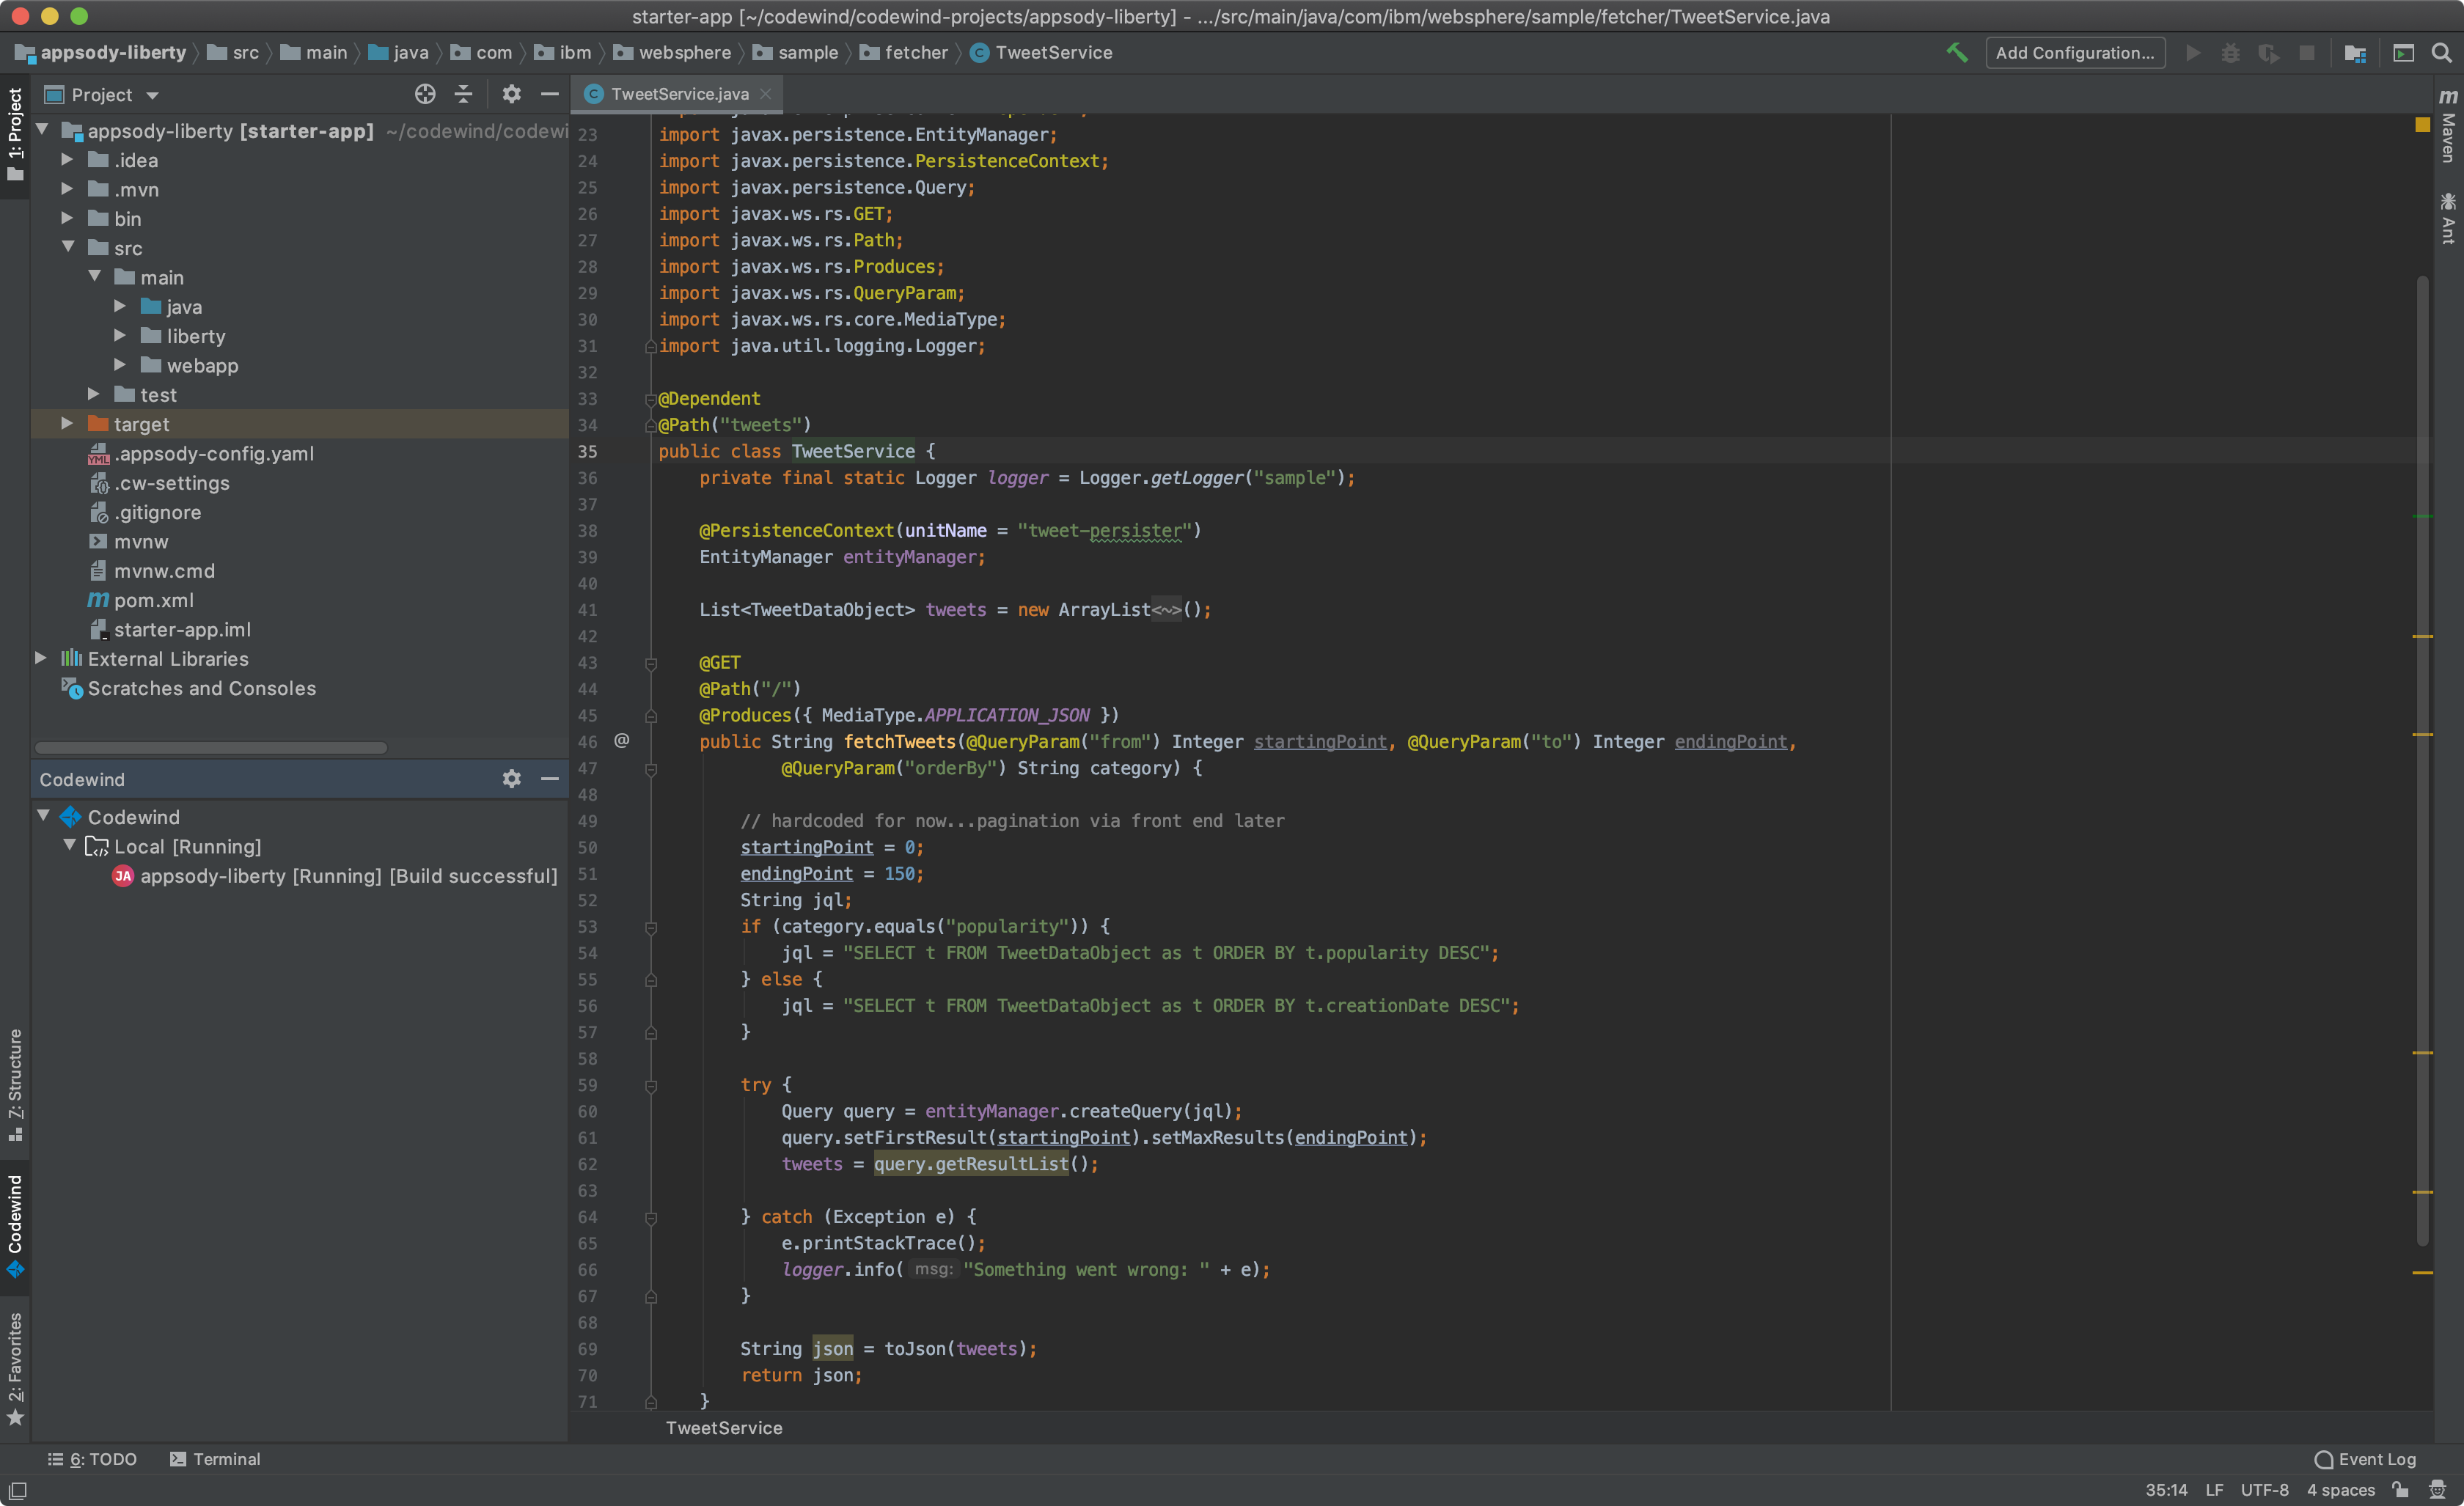 starter-app [~/codewind/codewind-projects/appsody-liberty] - .../src/main/java/com/ibm/websphere/sample/fetcher/TweetService.java
appsody-liberty src main java com ibm websphere sample fetcher TweetService
Add Configuration...
1: Project
Project
appsody-liberty [starter-app] ~/codewind/codewi
.idea
.mvn
bin
src
main
java
liberty
webapp
test
target
.appsody-config.yaml
.cw-settings
.gitignore
mvnw
mvnw.cmd
pom.xml
starter-app.iml
External Libraries
Scratches and Consoles
Codewind
Codewind
Local [Running]
JA appsody-liberty [Running] [Build successful]
Z: Structure
Codewind
2: Favorites
TweetService.java
23 import javax.persistence.EntityManager;
24 import javax.persistence.PersistenceContext;
25 import javax.persistence.Query;
26 import javax.ws.rs.GET;
27 import javax.ws.rs.Path;
28 import javax.ws.rs.Produces;
29 import javax.ws.rs.QueryParam;
30 import javax.ws.rs.core.MediaType;
31 import java.util.logging.Logger;
32
33 @Dependent
34 @Path("tweets")
35 public class TweetService {
36 private final static Logger logger = Logger.getLogger("sample");
37
38 @PersistenceContext(unitName = "tweet-persister")
39 EntityManager entityManager;
40
41 List<TweetDataObject> tweets = new ArrayList<~>();
42
43 @GET
44 @Path("/")
45 @Produces({ MediaType.APPLICATION_JSON })
46 @ public String fetchTweets(@QueryParam("from") Integer startingPoint, @QueryParam("to") Integer endingPoint,
47 @QueryParam("orderBy") String category) {
48
49 // hardcoded for now...pagination via front end later
50 startingPoint = 0;
51 endingPoint = 150;
52 String jql;
53 if (category.equals("popularity")) {
54 jql = "SELECT t FROM TweetDataObject as t ORDER BY t.popularity DESC";
55 } else {
56 jql = "SELECT t FROM TweetDataObject as t ORDER BY t.creationDate DESC";
57 }
58
59 try {
60 Query query = entityManager.createQuery(jql);
61 query.setFirstResult(startingPoint).setMaxResults(endingPoint);
62 tweets = query.getResultList();
63
64 } catch (Exception e) {
65 e.printStackTrace();
66 logger.info( msg: "Something went wrong: " + e);
67 }
68
69 String json = toJson(tweets);
70 return json;
71 }
TweetService
m Maven
Ant
6: TODO
Terminal
Event Log
35:14 LF UTF-8 4 spaces